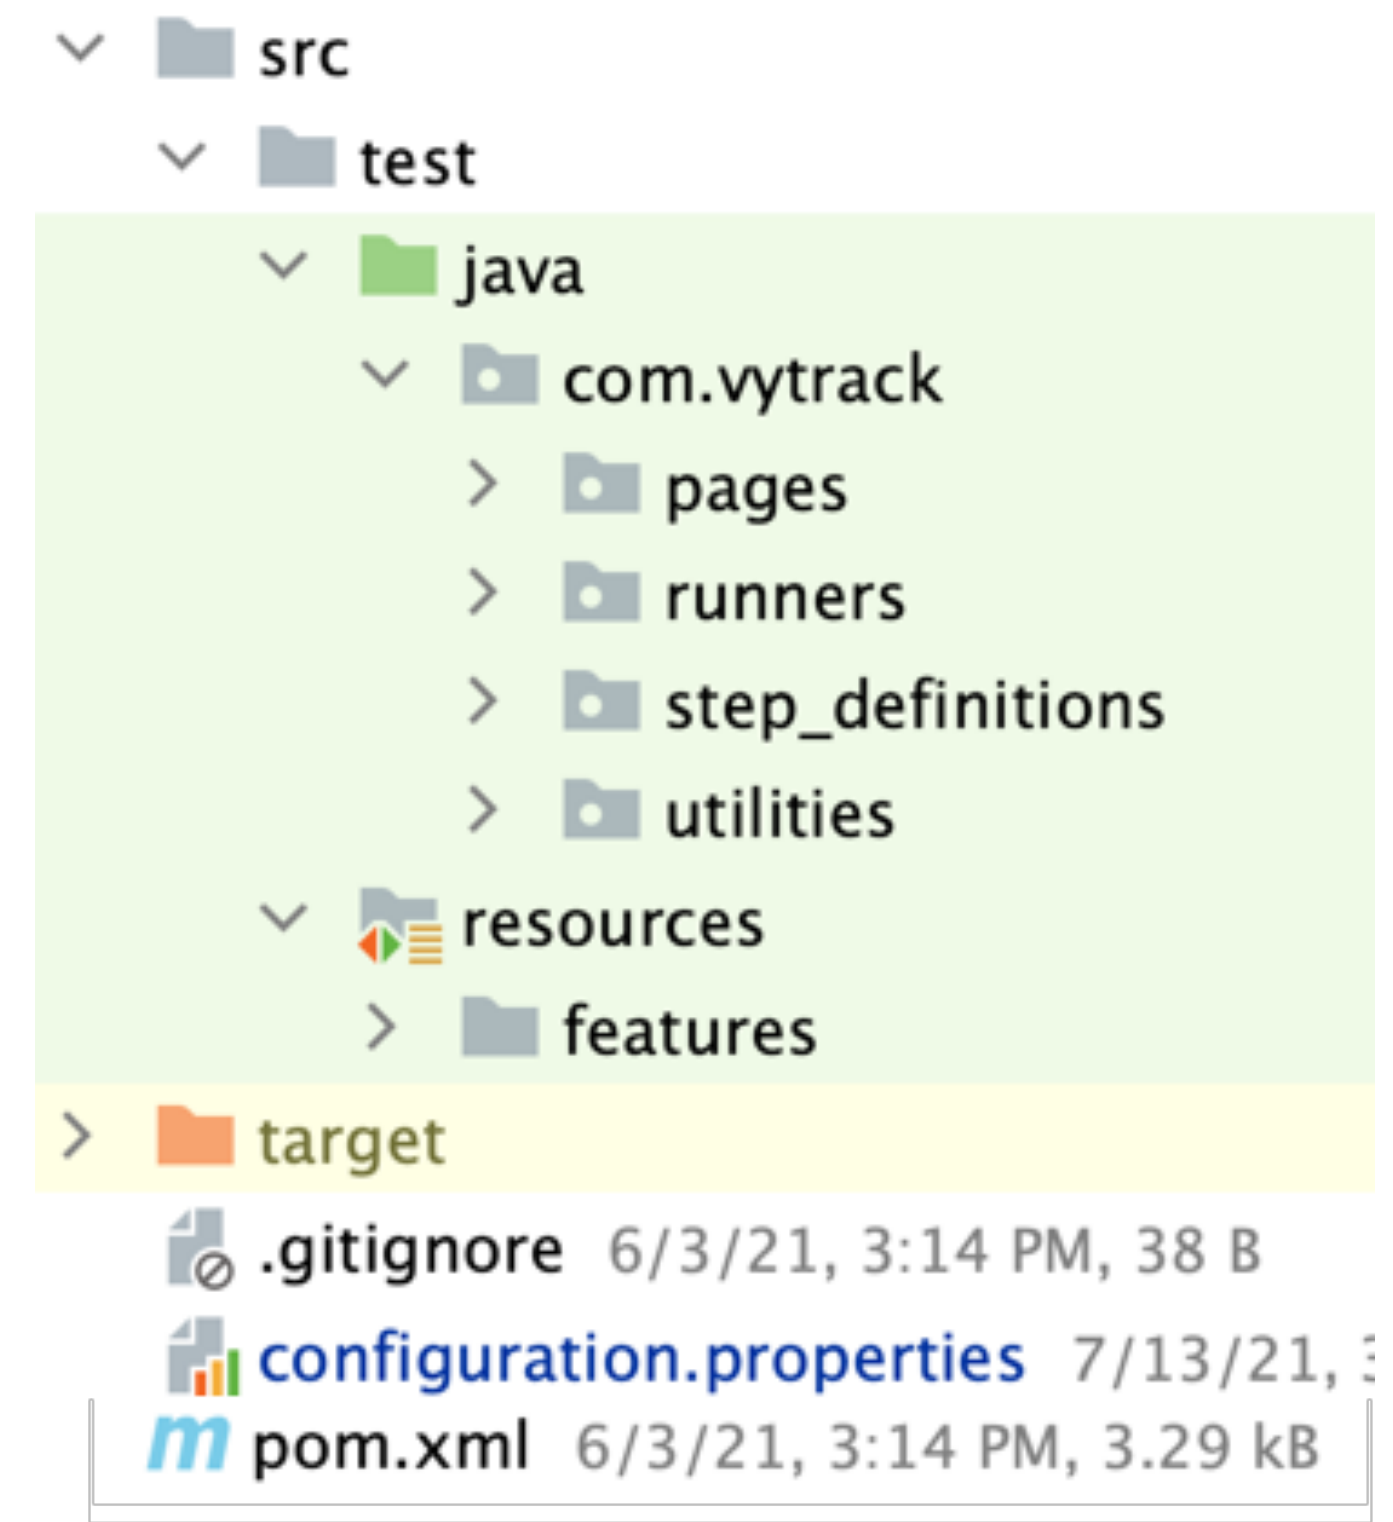 src
test
java
com.vytrack
pages
runners
step_definitions
utilities
resources
features
target
.gitignore 6/3/21, 3:14 PM, 38 B
configuration.properties 7/13/21, 3
pom.xml 6/3/21, 3:14 PM, 3.29 kB